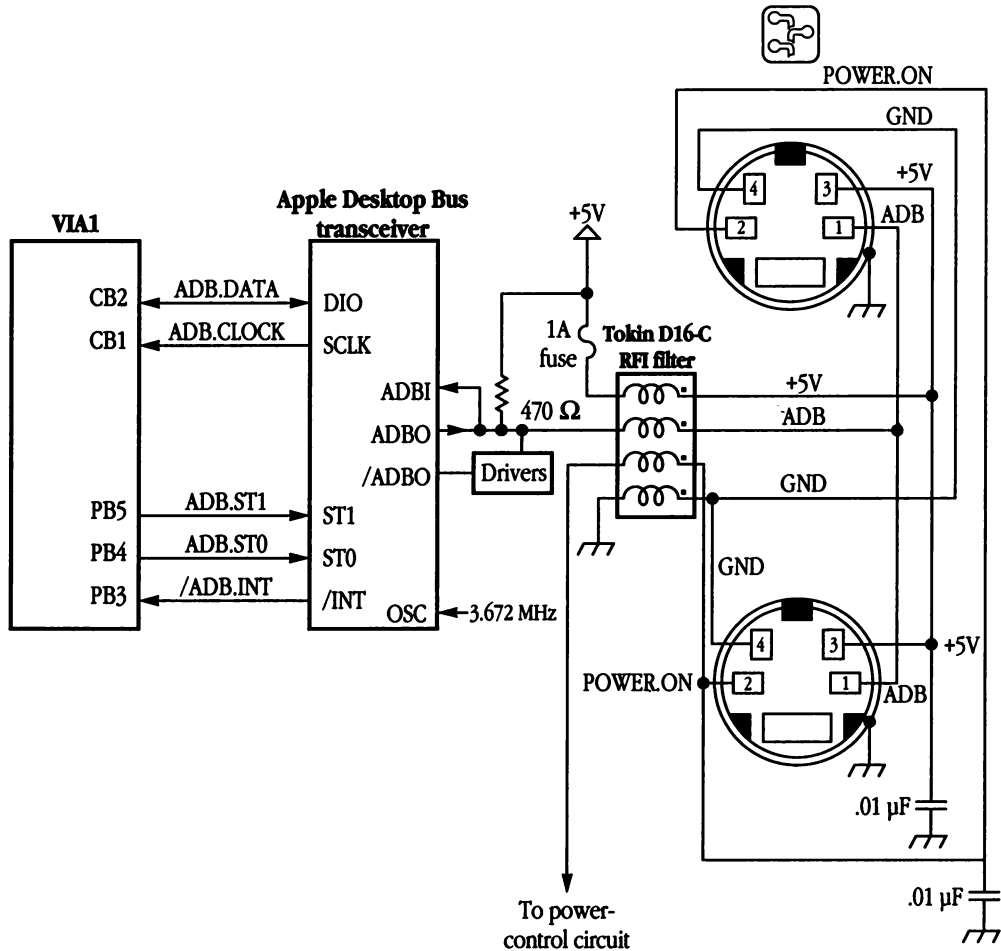 POWER.ON
GND
4
3
+5V
2
1
ADB
VIA1
Apple Desktop Bus
transceiver
+5V
CB2
ADB.DATA
DIO
CB1
ADB.CLOCK
SCLK
1A
fuse
Tokin D16-C
RFI filter
ADBI
470 Ω
+5V
ADBO
ADB
/ADBO
Drivers
GND
PB5
ADB.ST1
ST1
PB4
ADB.ST0
ST0
PB3
/ADB.INT
/INT
OSC
3.672 MHz
GND
4
3
+5V
POWER.ON
2
1
ADB
.01 µF
.01 µF
To power-
control circuit